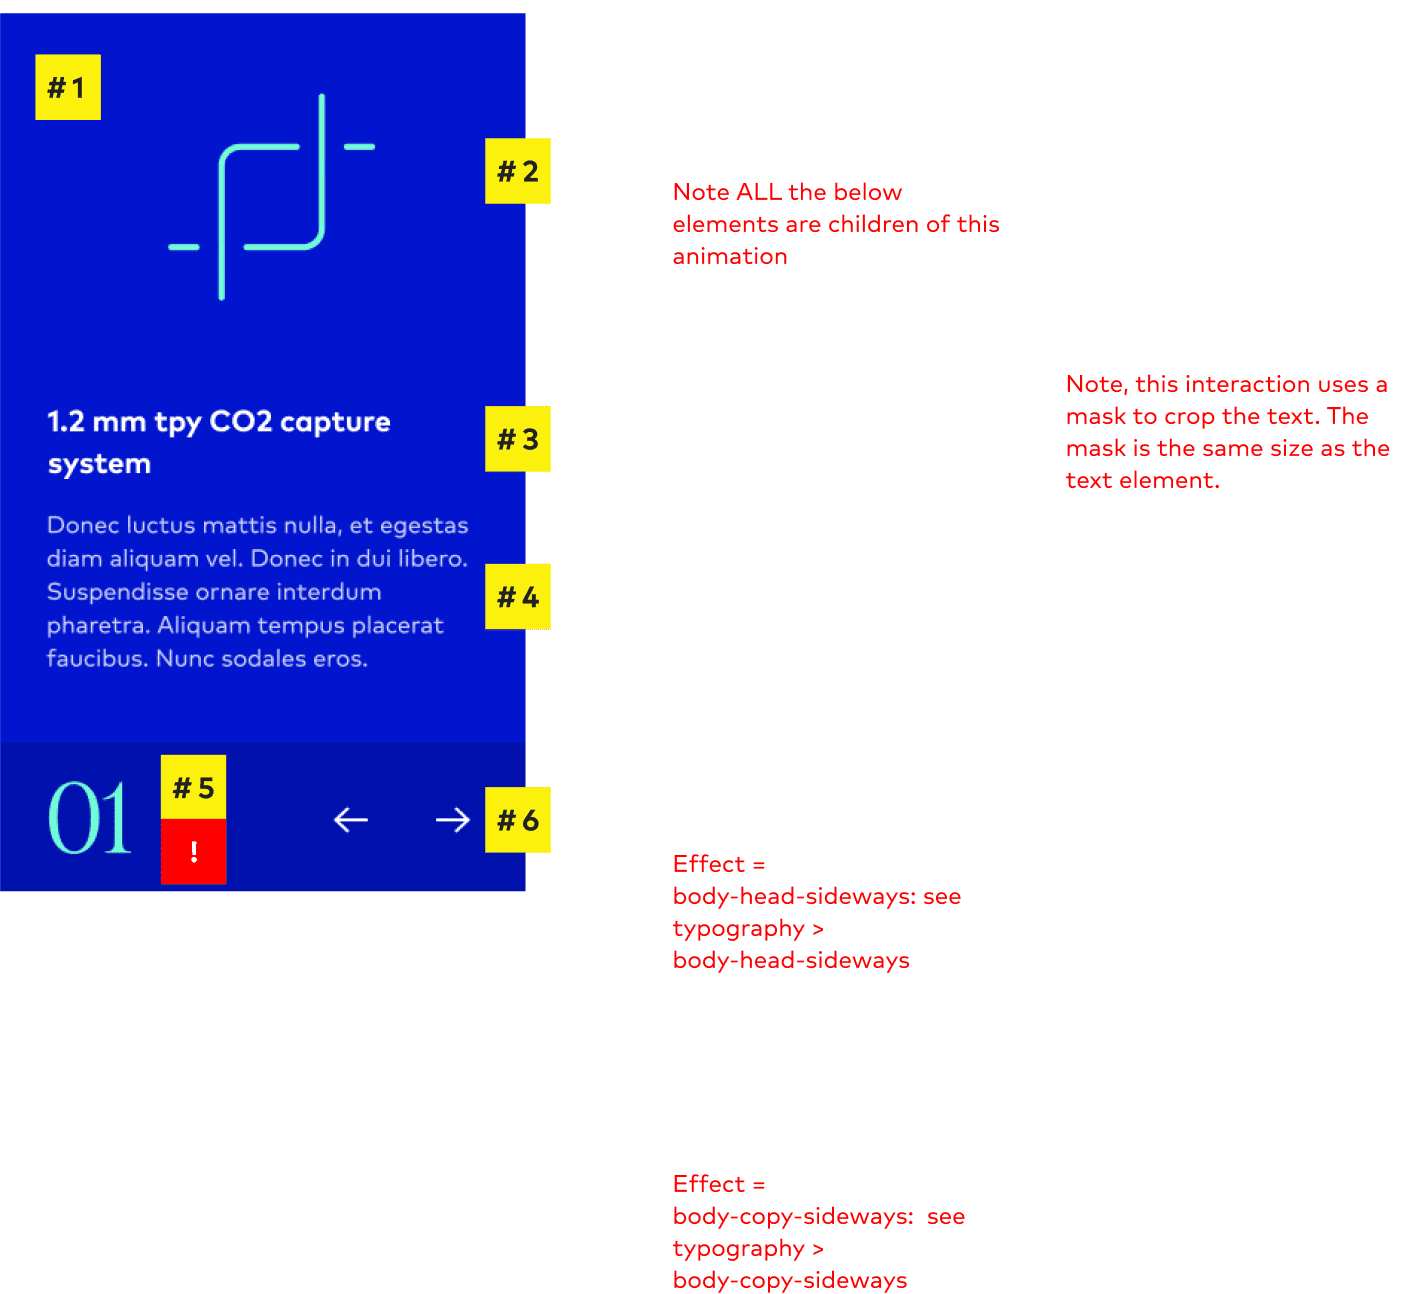 #1
#2
Note ALL the below
elements are children of this
animation
Note, this interaction uses a
mask to crop the text. The
mask is the same size as the
text element.
1.2 mm tpy CO2 capture
system
#3
Donec luctus mattis nulla, et egestas
diam aliquam vel. Donec in dui libero.
Suspendisse ornare interdum
pharetra. Aliquam tempus placerat
faucibus. Nunc sodales eros.
#4
01
#5
!
← →
#6
Effect =
body-head-sideways: see
typography >
body-head-sideways
Effect =
body-copy-sideways:  see
typography >
body-copy-sideways